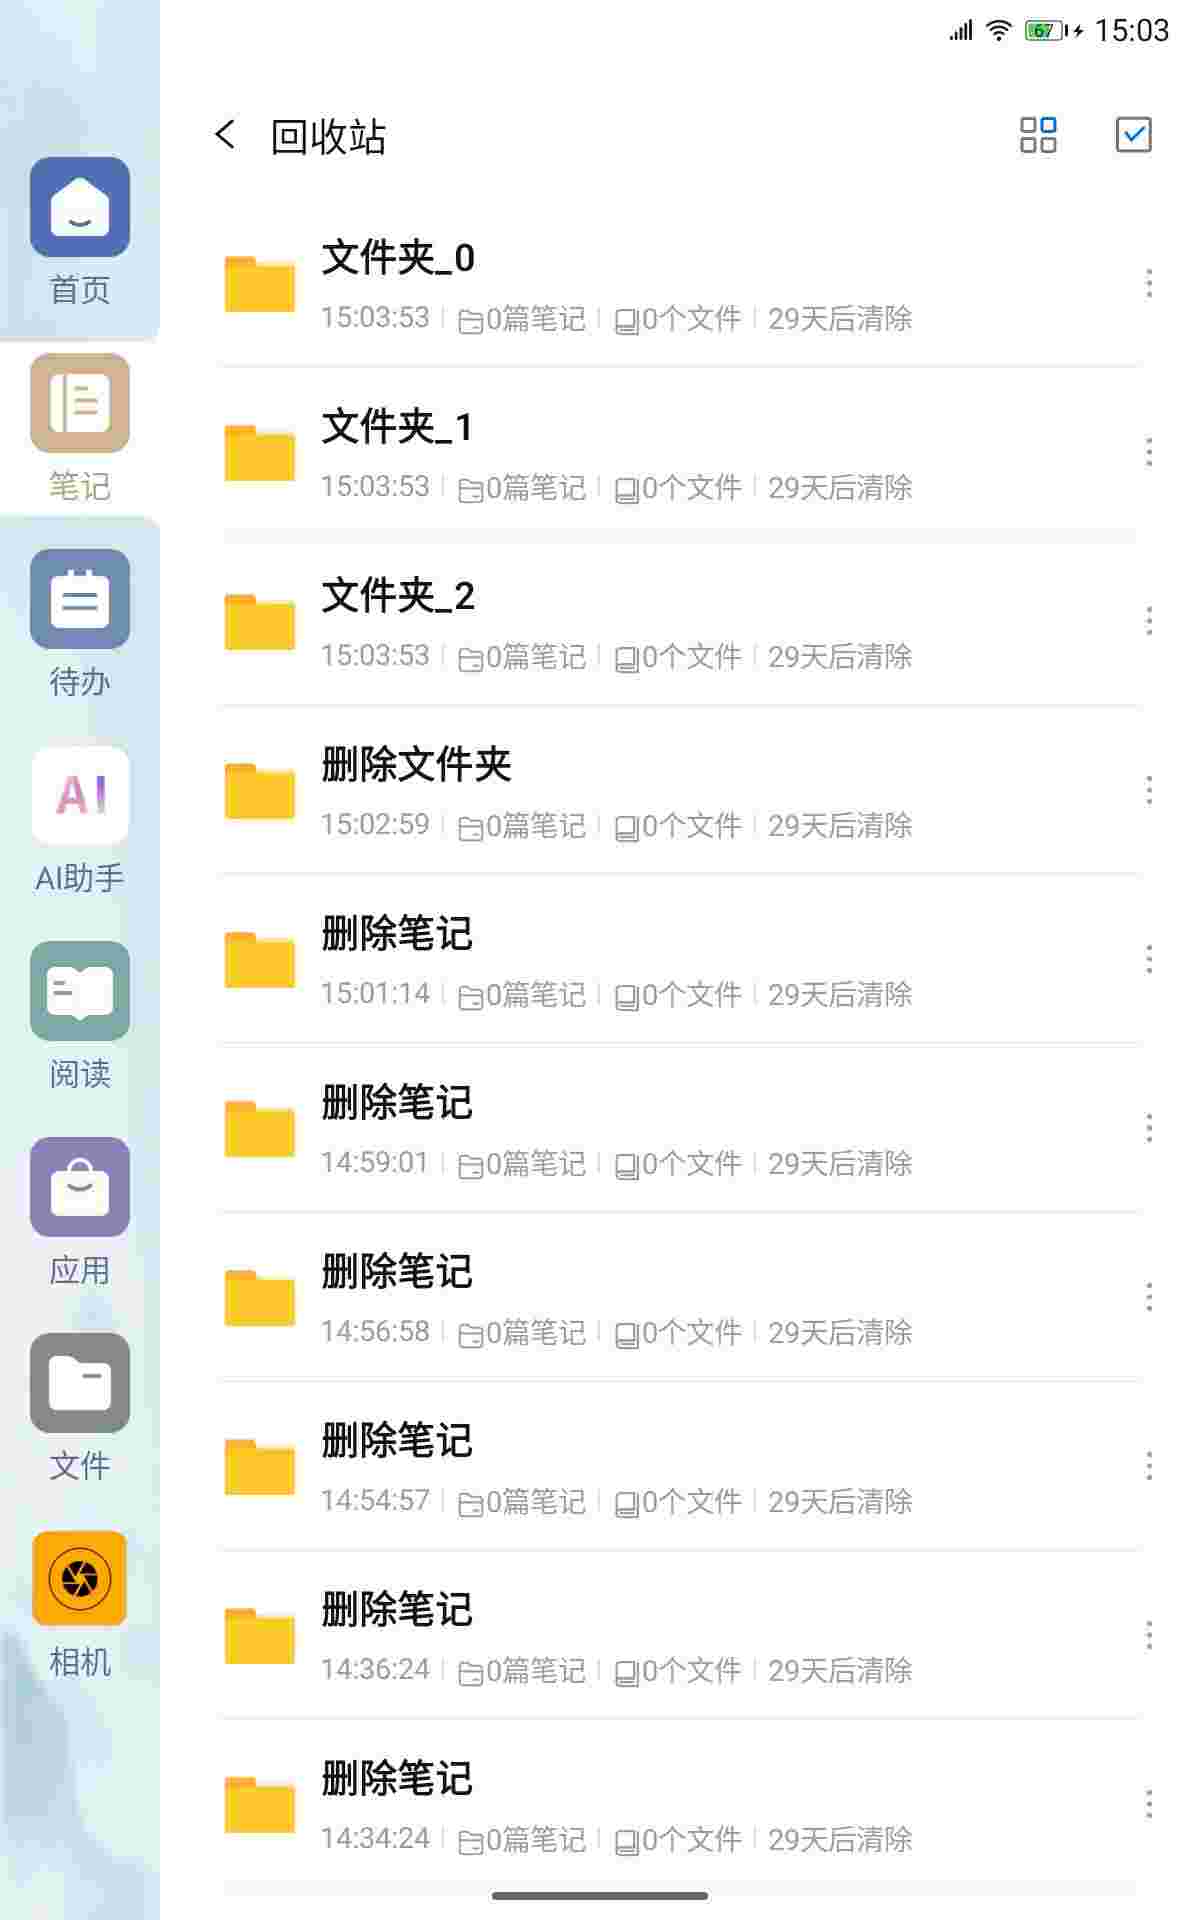 67 15:03
回收站
首页
笔记
待办
AI
AI助手
阅读
应用
文件
相机
文件夹_0
15:03:53 0篇笔记 0个文件 29天后清除
文件夹_1
15:03:53 0篇笔记 0个文件 29天后清除
文件夹_2
15:03:53 0篇笔记 0个文件 29天后清除
删除文件夹
15:02:59 0篇笔记 0个文件 29天后清除
删除笔记
15:01:14 0篇笔记 0个文件 29天后清除
删除笔记
14:59:01 0篇笔记 0个文件 29天后清除
删除笔记
14:56:58 0篇笔记 0个文件 29天后清除
删除笔记
14:54:57 0篇笔记 0个文件 29天后清除
删除笔记
14:36:24 0篇笔记 0个文件 29天后清除
删除笔记
14:34:24 0篇笔记 0个文件 29天后清除